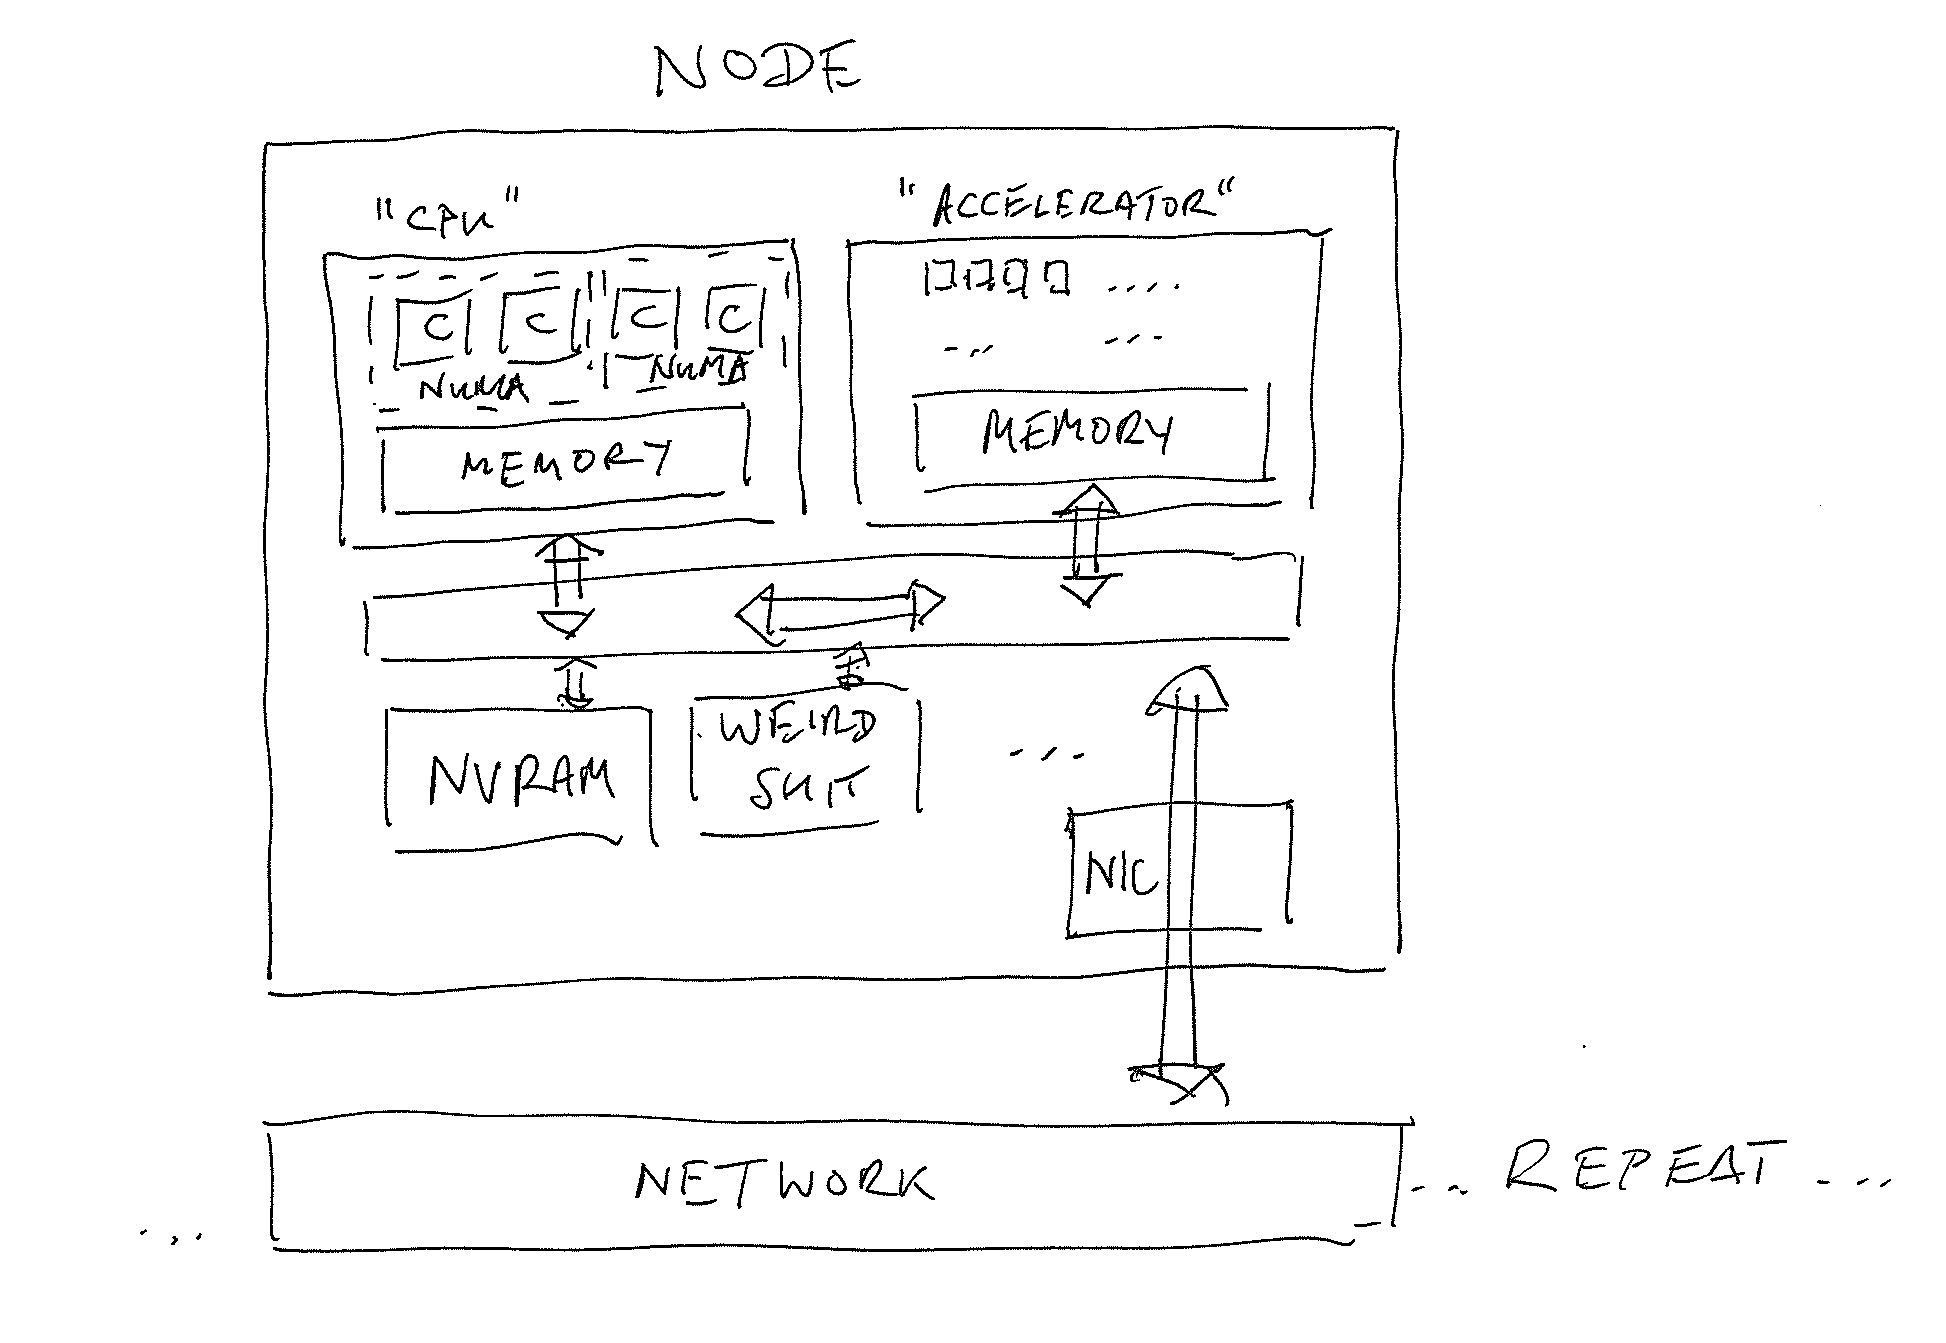 NODE
"CPU"
"ACCELERATOR"
C C C C
....
... ...
NUMA NUMA
MEMORY
MEMORY
NVRAM
WEIRD
SHIT
...
NIC
NETWORK
... REPEAT ...
...